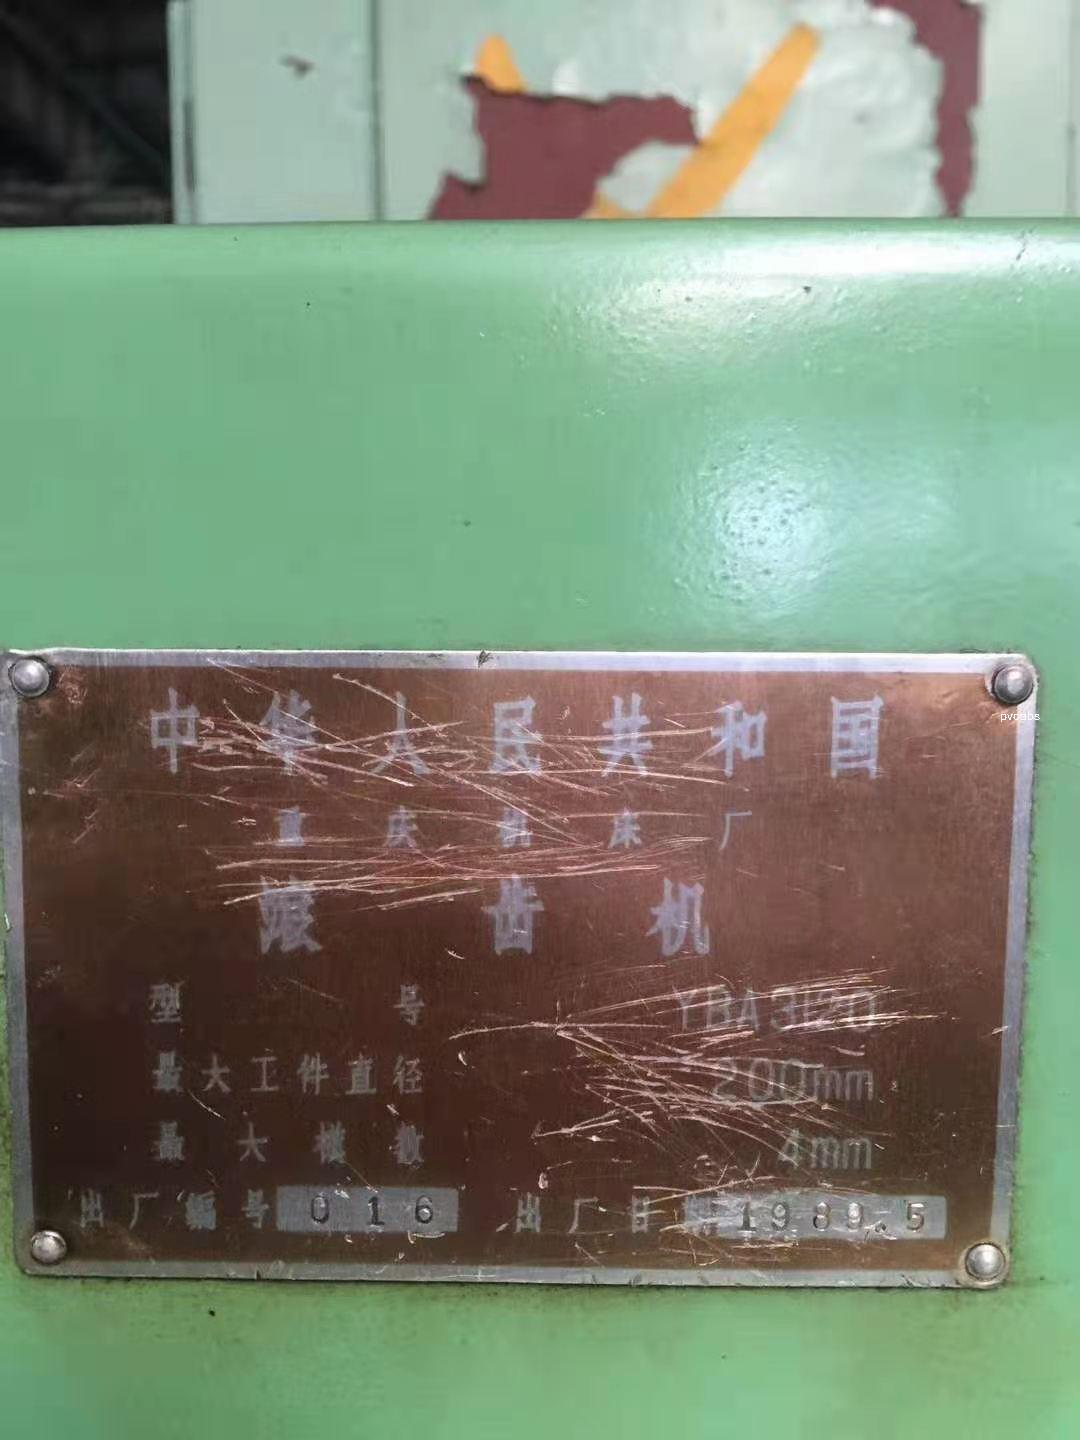 中华人民共和国
重庆机床厂
滚齿机
型号 YBA3120
最大工件直径 200mm
最大模数 4mm
出厂编号 016 出厂日期 1989.5
pvcabs